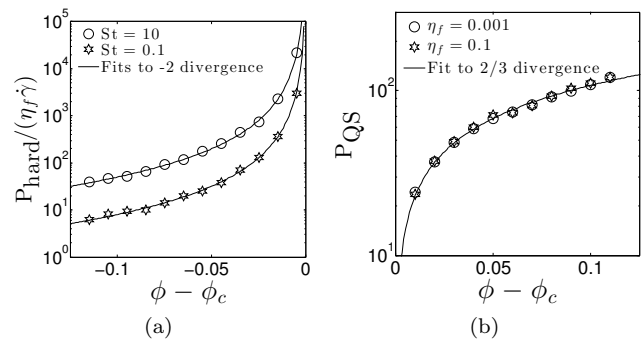 ○ St = 10
✡ St = 0.1
— Fits to -2 divergence
P_hard/(η_f γ̇)
10^5
10^4
10^3
10^2
10^1
10^0
−0.1
−0.05
0
ϕ − ϕ_c
(a)
○ η_f = 0.001
✡ η_f = 0.1
— Fit to 2/3 divergence
P_QS
10^2
10^1
0
0.05
0.1
ϕ − ϕ_c
(b)